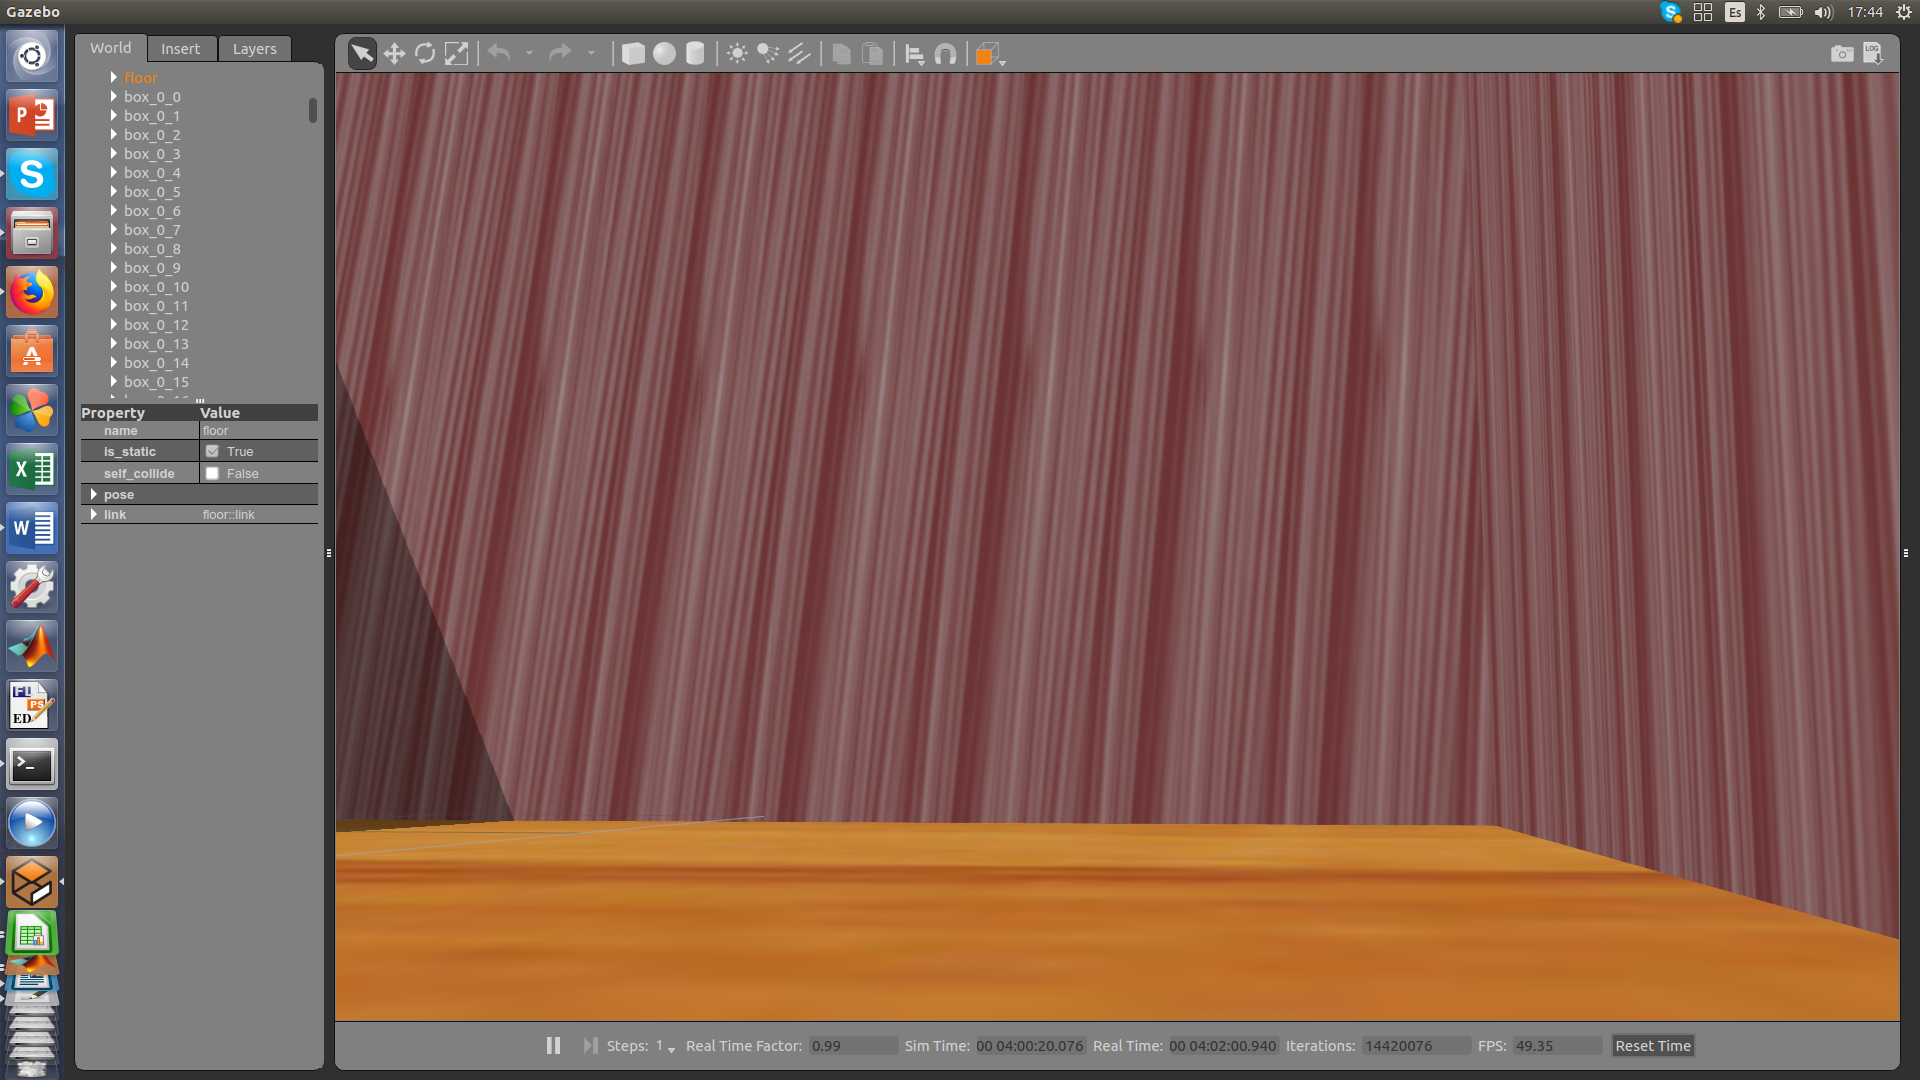 Gazebo
Es
17:44
World
Insert
Layers
LOG
floor
box_0_0
box_0_1
box_0_2
box_0_3
box_0_4
box_0_5
box_0_6
box_0_7
box_0_8
box_0_9
box_0_10
box_0_11
box_0_12
box_0_13
box_0_14
box_0_15
Property Value
name floor
is_static True
self_collide False
pose
link floor::link
P
S
A
X
W
PS
ED
>_
Steps: 1 Real Time Factor: 0.99 Sim Time: 00 04:00:20.076 Real Time: 00 04:02:00.940 Iterations: 14420076 FPS: 49.35 Reset Time